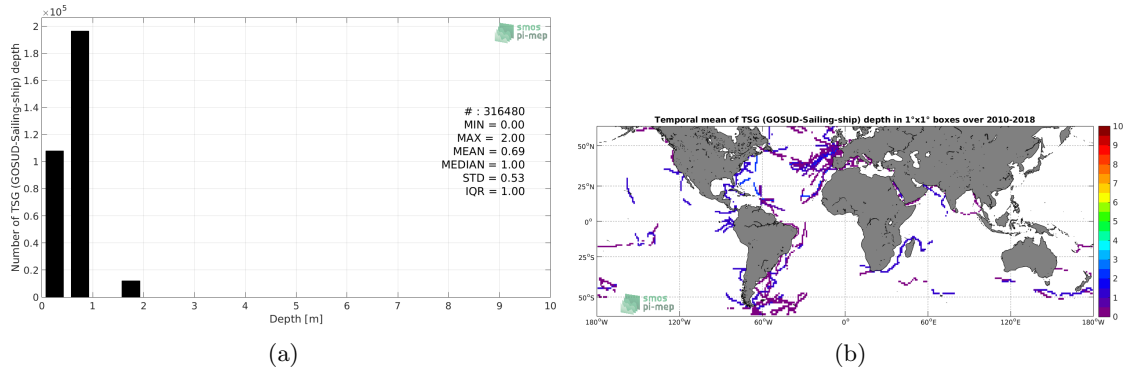 ×10⁵
2
1.8
1.6
1.4
1.2
1
0.8
0.6
0.4
0.2
0
Number of TSG (GOSUD-Sailing-ship) depth
smos
pi-mep
# : 316480
MIN = 0.00
MAX = 2.00
MEAN = 0.69
MEDIAN = 1.00
STD = 0.53
IQR = 1.00
0 1 2 3 4 5 6 7 8 9 10
Depth [m]
(a)
Temporal mean of TSG (GOSUD-Sailing-ship) depth in 1°x1° boxes over 2010-2018
50°N
25°N
0°
25°S
50°S
smos
pi-mep
180°W 120°W 60°W 0° 60°E 120°E 180°W
10
9
8
7
6
5
4
3
2
1
0
(b)